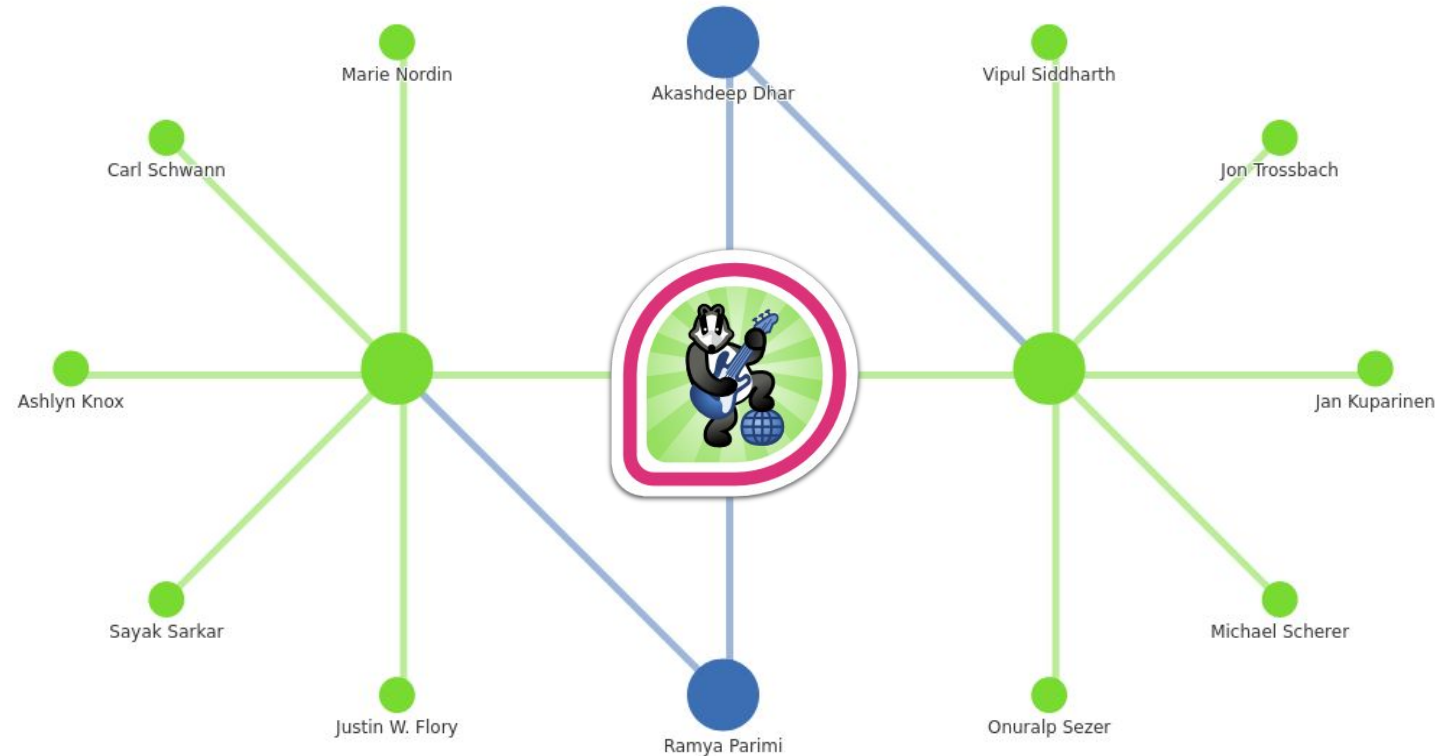 Marie Nordin
Akashdeep Dhar
Vipul Siddharth
Carl Schwann
Jon Trossbach
Ashlyn Knox
Jan Kuparinen
Sayak Sarkar
Michael Scherer
Justin W. Flory
Onuralp Sezer
Ramya Parimi